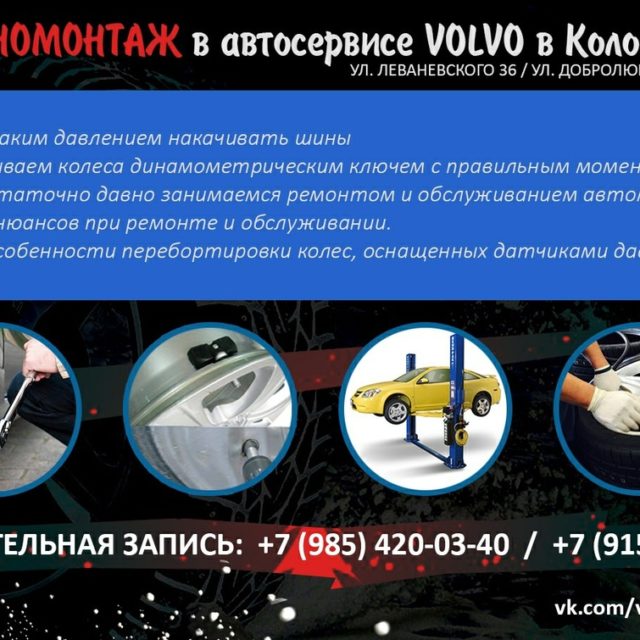 НОМОНТАЖ в автосервисе VOLVO в Коло
УЛ. ЛЕВАНЕВСКОГО 36 / УЛ. ДОБРОЛЮ
аким давлением накачивать шины
ываем колеса динамометрическим ключем с правильным момен
статочно давно занимаемся ремонтом и обслуживанием авто
нюансов при ремонте и обслуживании.
собенности перебортировки колес, оснащенных датчиками да
ТЕЛЬНАЯ ЗАПИСЬ: +7 (985) 420-03-40 / +7 (915
vk.com/v